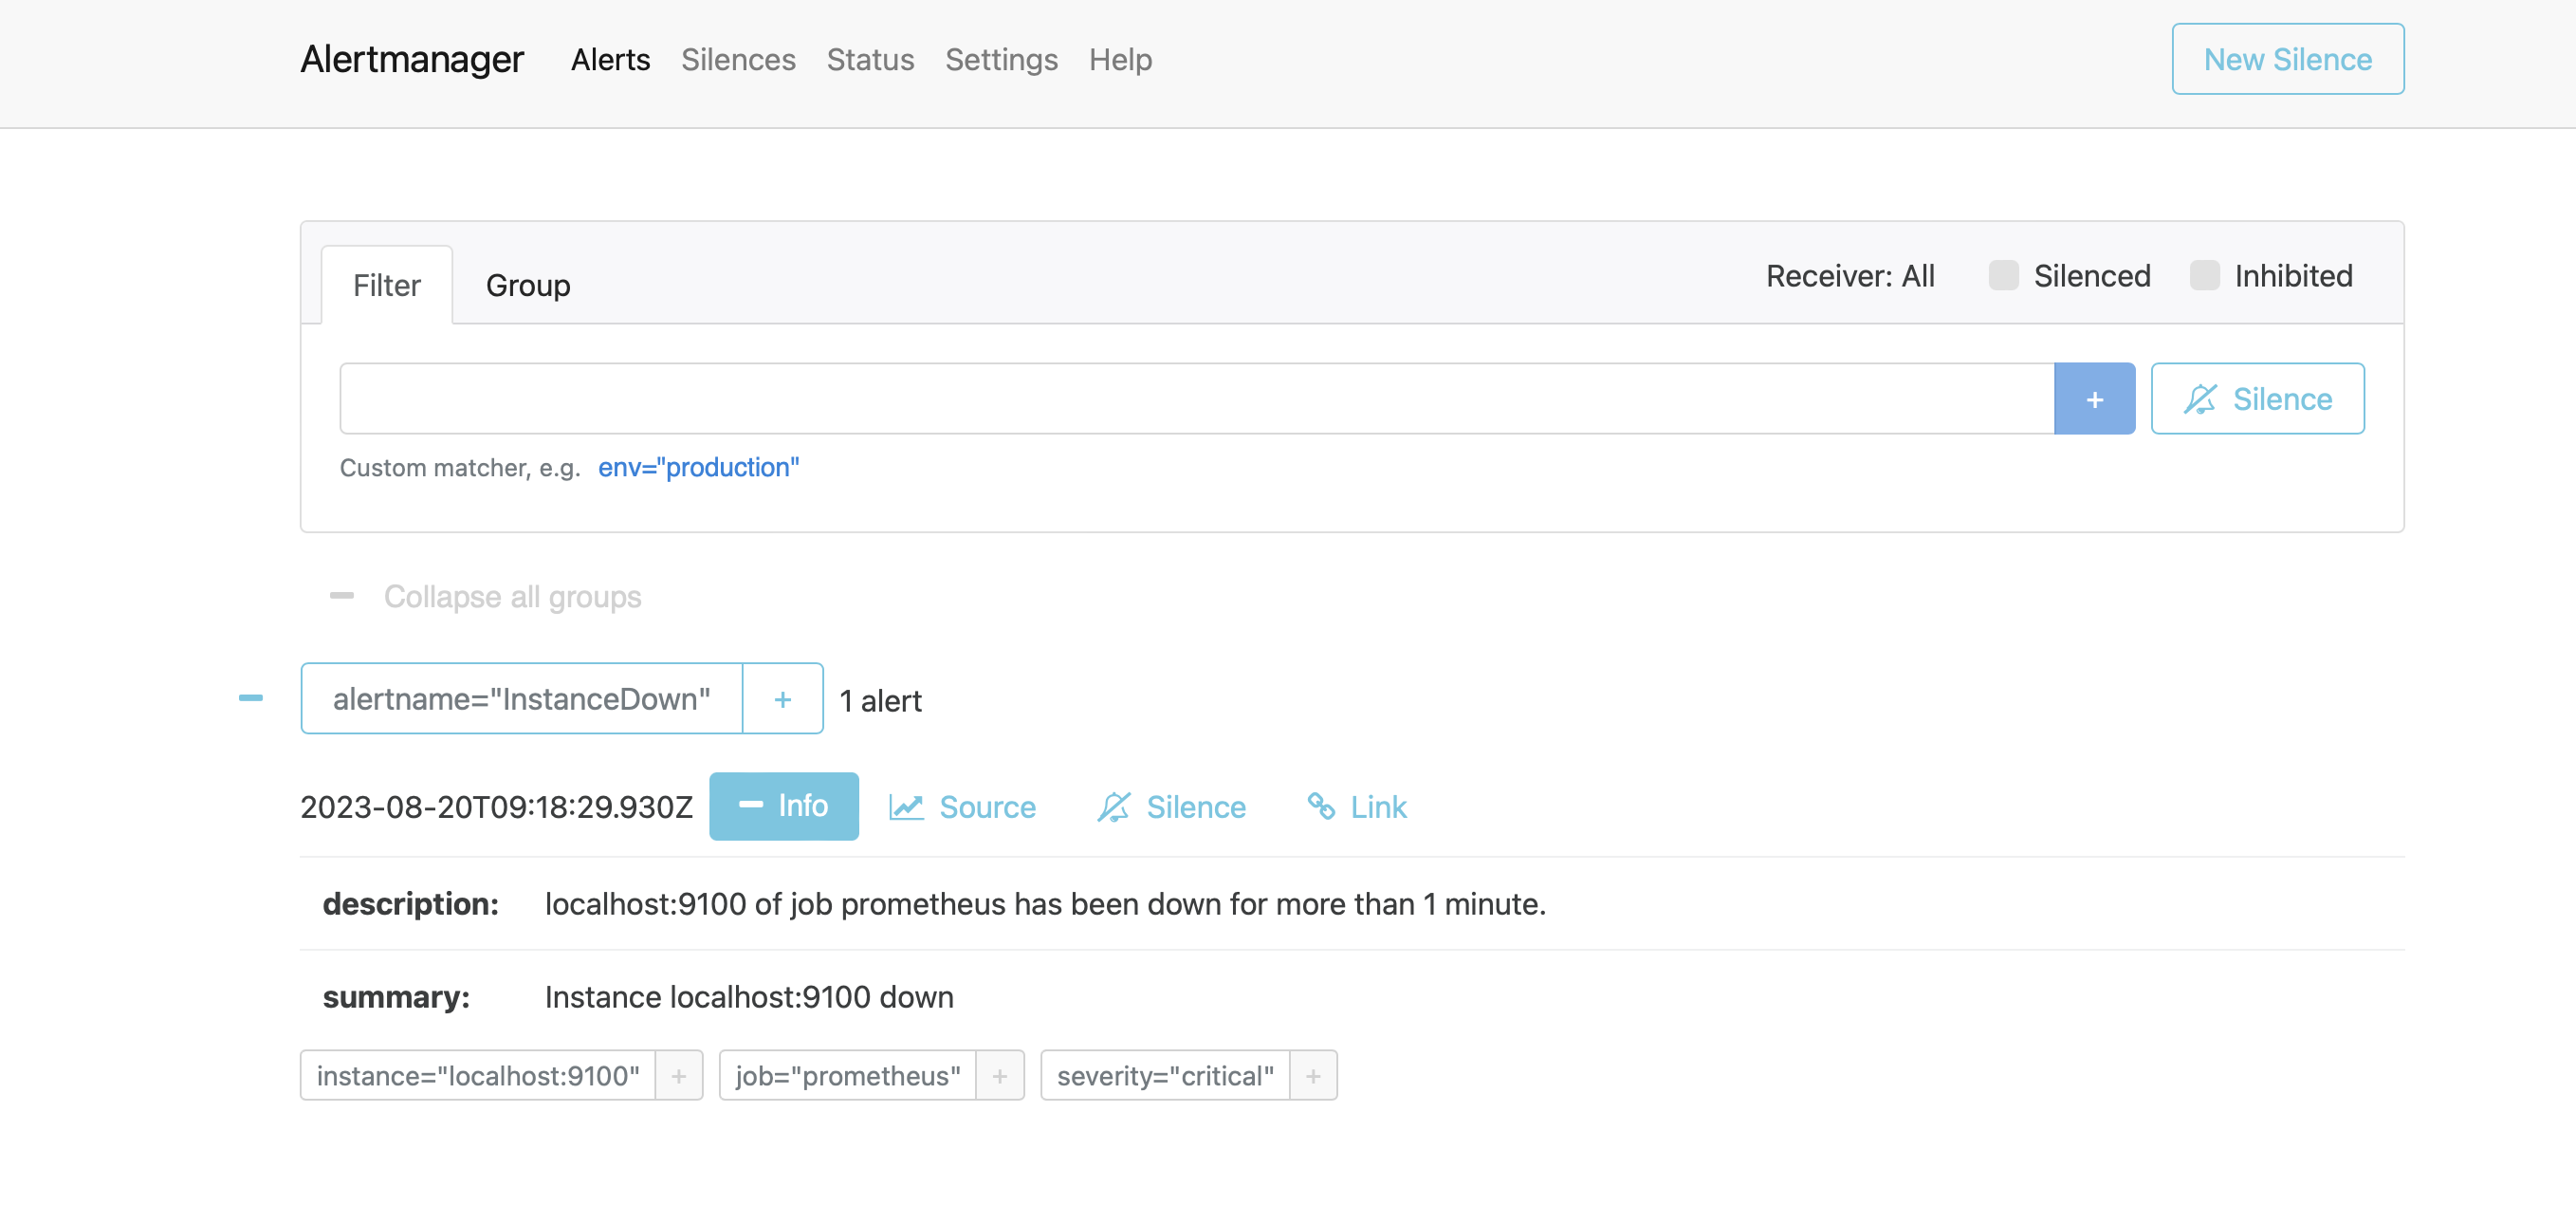 Alertmanager Alerts Silences Status Settings Help New Silence
Filter Group Receiver: All Silenced Inhibited
+ Silence
Custom matcher, e.g. env="production"
Collapse all groups
alertname="InstanceDown" + 1 alert
2023-08-20T09:18:29.930Z Info Source Silence Link
description: localhost:9100 of job prometheus has been down for more than 1 minute.
summary: Instance localhost:9100 down
instance="localhost:9100" + job="prometheus" + severity="critical" +